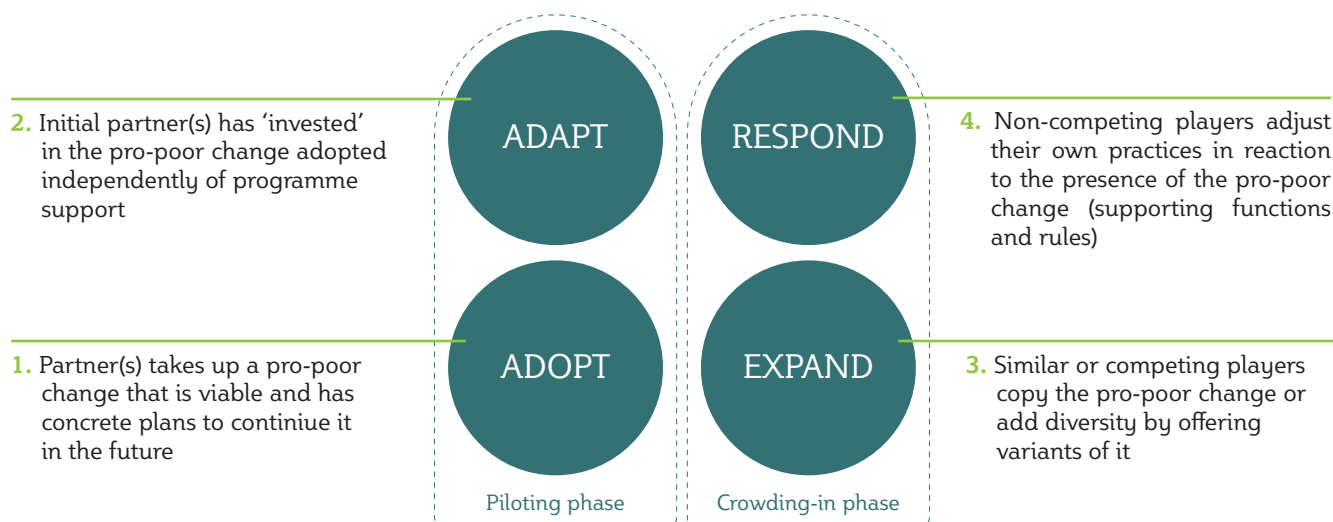 ADAPT
RESPOND
2. Initial partner(s) has ‘invested’
in the pro-poor change adopted
independently of programme
support
4. Non-competing players adjust
their own practices in reaction
to the presence of the pro-poor
change (supporting functions
and rules)
ADOPT
EXPAND
1. Partner(s) takes up a pro-poor
change that is viable and has
concrete plans to continiue it
in the future
3. Similar or competing players
copy the pro-poor change or
add diversity by offering
variants of it
Piloting phase
Crowding-in phase